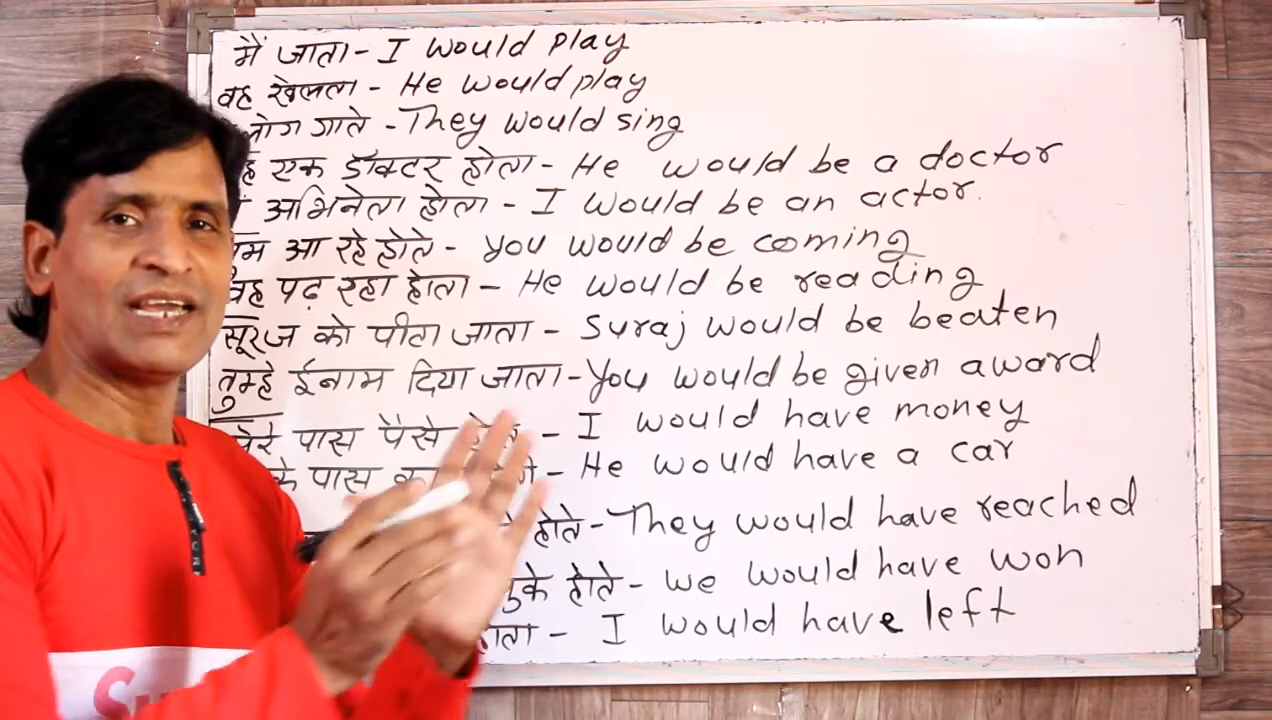 मैं जाता - I would play
वह खेलता - He would play
लोग गाते - They would sing
एक डॉक्टर होता - He would be a doctor
अभिनेता होता - I would be an actor.
आ रहे होते - you would be coming
वह पढ़ रहा होता - He would be reading
सूरज को पीटा जाता - Suraj would be beaten
तुम्हे ईनाम दिया जाता - You would be given award
पास पैसे - I would have money
के पास - He would have a car
होते - They would have reached
चुके होते - we would have won
होता - I would have left